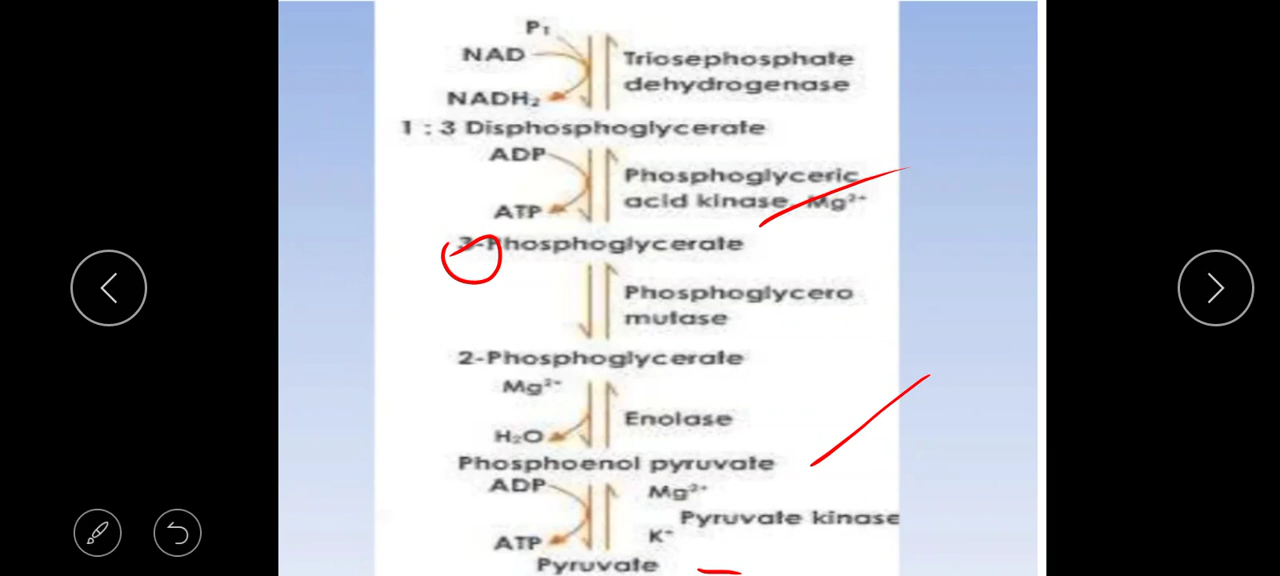 P₁
NAD
Triosephosphate
dehydrogenase
NADH₂
1 : 3 Disphosphoglycerate
ADP
Phosphoglyceric
acid kinase, Mg²⁺
ATP
3-Phosphoglycerate
Phosphoglycero
mutase
2-Phosphoglycerate
Mg²⁺
Enolase
H₂O
Phosphoenol pyruvate
ADP
Mg²⁺
Pyruvate kinase
K⁺
ATP
Pyruvate